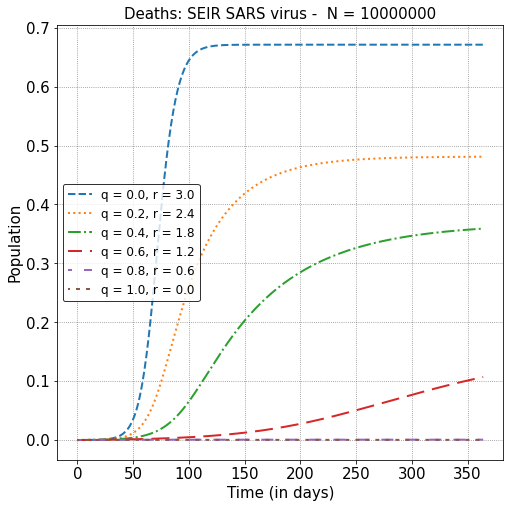 Deaths: SEIR SARS virus -  N = 10000000
0.7
0.6
0.5
0.4
0.3
0.2
0.1
0.0
Population
q = 0.0, r = 3.0
q = 0.2, r = 2.4
q = 0.4, r = 1.8
q = 0.6, r = 1.2
q = 0.8, r = 0.6
q = 1.0, r = 0.0
0 50 100 150 200 250 300 350
Time (in days)